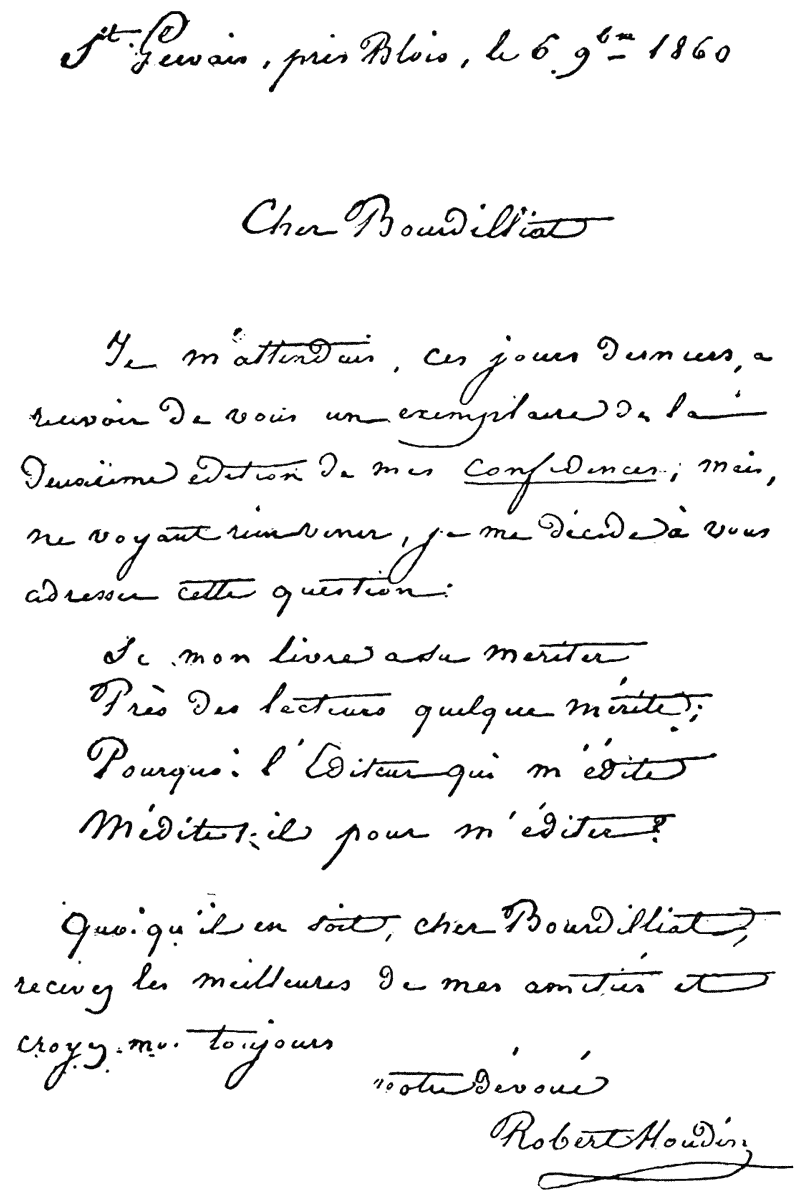 St. Gervais, près Blois, le 6 9bre 1860
Cher Bourdilliat
Je m'attendais, ces jours derniers, à
recevoir de vous un exemplaire de la
deuxième édition de mes Confidences; mais,
ne voyant rien venir, je me décide à vous
adresser cette question:
Si mon livre a su mériter
Près des lecteurs quelque mérite;
Pourquoi l'Editeur qui m'édite
Médite-t-il pour m'éditer?
Quoiqu'il en soit, cher Bourdilliat,
recevez les meilleures de mes amitiés et
croyez-moi toujours
votre dévoué
Robert Houdin